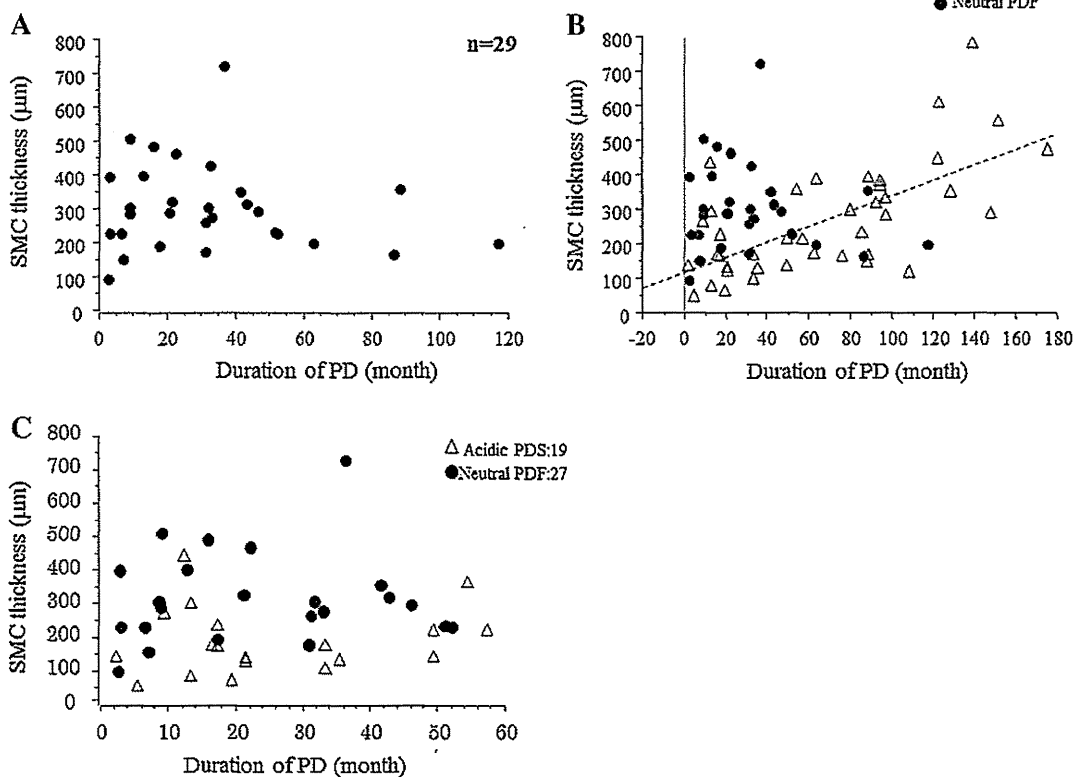 Neutral PDF
A
B
n=29
800
700
600
500
400
300
200
100
0
SMC thickness (μm)
0 20 40 60 80 100 120
Duration of PD (month)
800
700
600
500
400
300
200
100
0
SMC thickness (μm)
-20 0 20 40 60 80 100 120 140 160 180
Duration of PD (month)
C
△ Acidic PDS:19
● Neutral PDF:27
800
700
600
500
400
300
200
100
0
SMC thickness (μm)
0 10 20 30 40 50 60
Duration of PD (month)